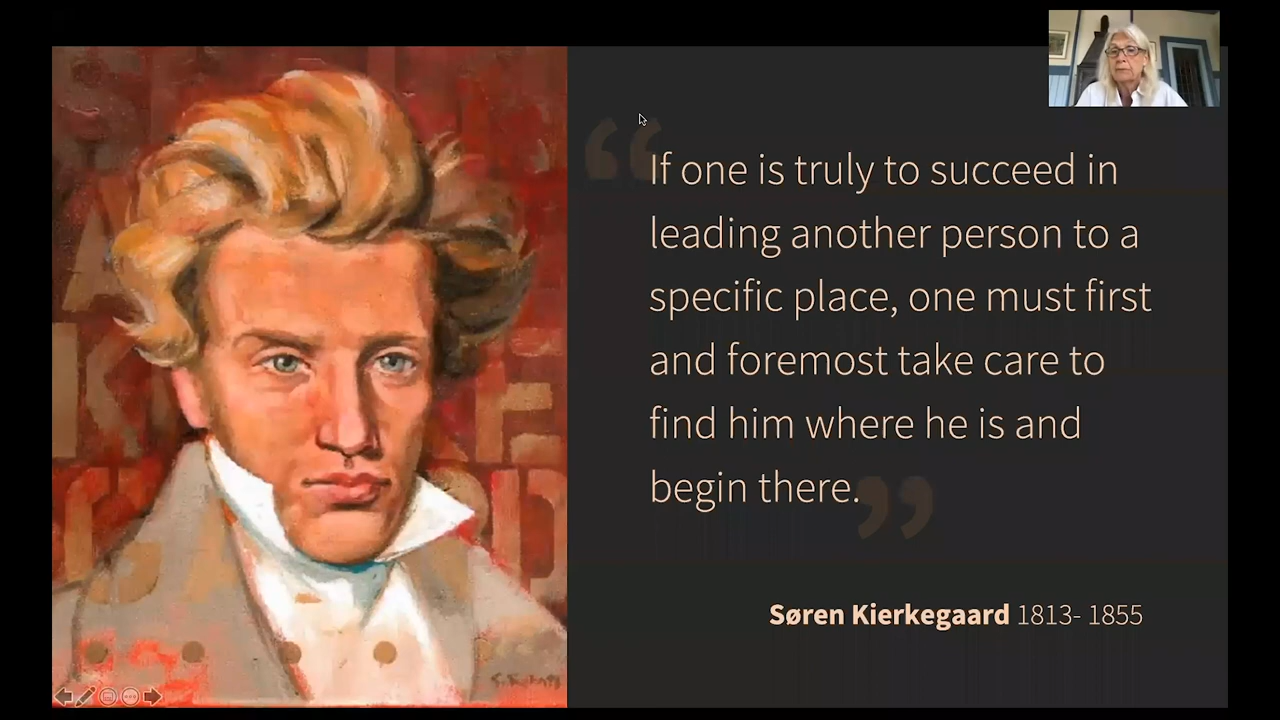 If one is truly to succeed in
leading another person to a
specific place, one must first
and foremost take care to
find him where he is and
begin there.
Søren Kierkegaard 1813- 1855